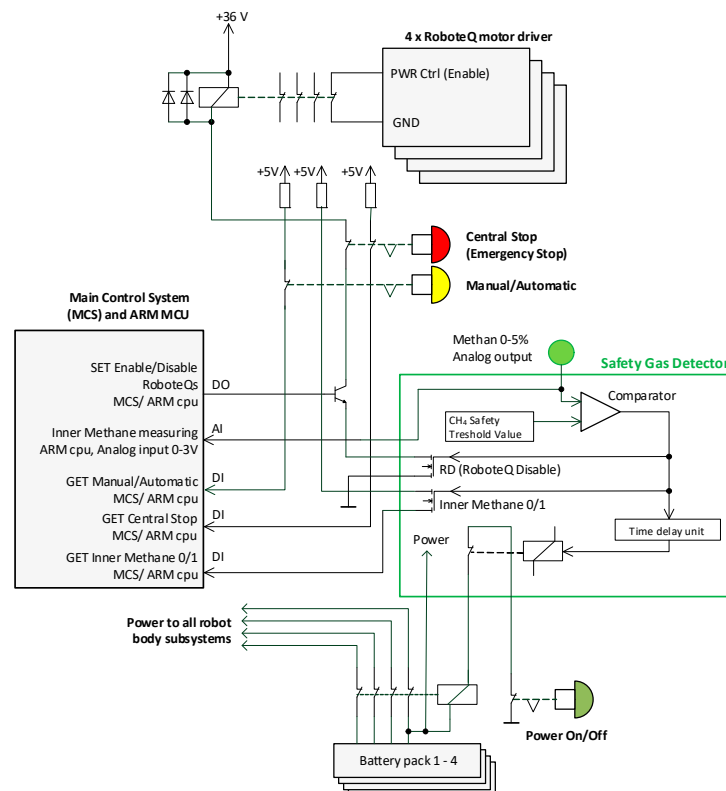 +36 V
4 x RoboteQ motor driver
PWR Ctrl (Enable)
GND
+5V
+5V
+5V
Central Stop
(Emergency Stop)
Manual/Automatic
Main Control System
(MCS) and ARM MCU
SET Enable/Disable
RoboteQs
MCS/ ARM cpu
DO
Inner Methane measuring
ARM cpu, Analog input 0-3V
AI
GET Manual/Automatic
MCS/ ARM cpu
DI
GET Central Stop
MCS/ ARM cpu
DI
GET Inner Methane 0/1
MCS/ ARM cpu
DI
Methan 0-5%
Analog output
Safety Gas Detector
Comparator
CH₄ Safety
Treshold Value
RD (RoboteQ Disable)
Inner Methane 0/1
Time delay unit
Power
Power to all robot
body subsystems
Power On/Off
Battery pack 1 - 4